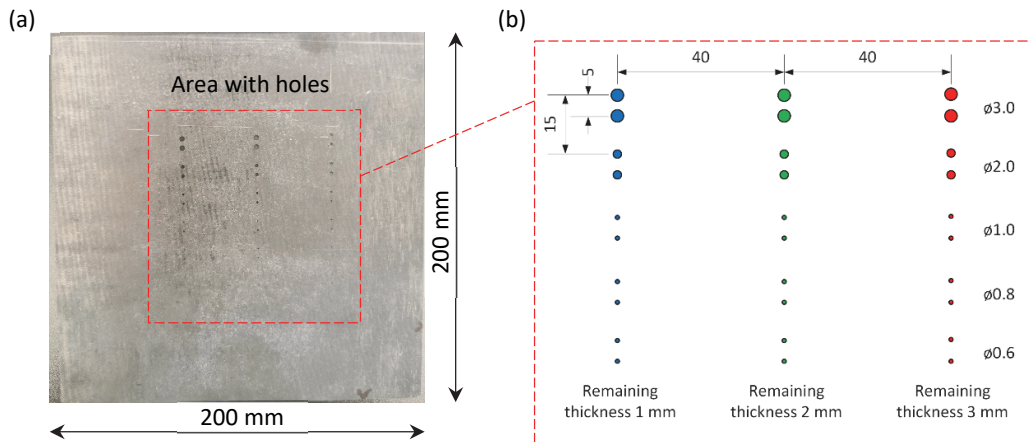 (a)
Area with holes
200 mm
200 mm
(b)
40
40
5
15
ø3.0
ø2.0
ø1.0
ø0.8
ø0.6
Remaining
thickness 1 mm
Remaining
thickness 2 mm
Remaining
thickness 3 mm